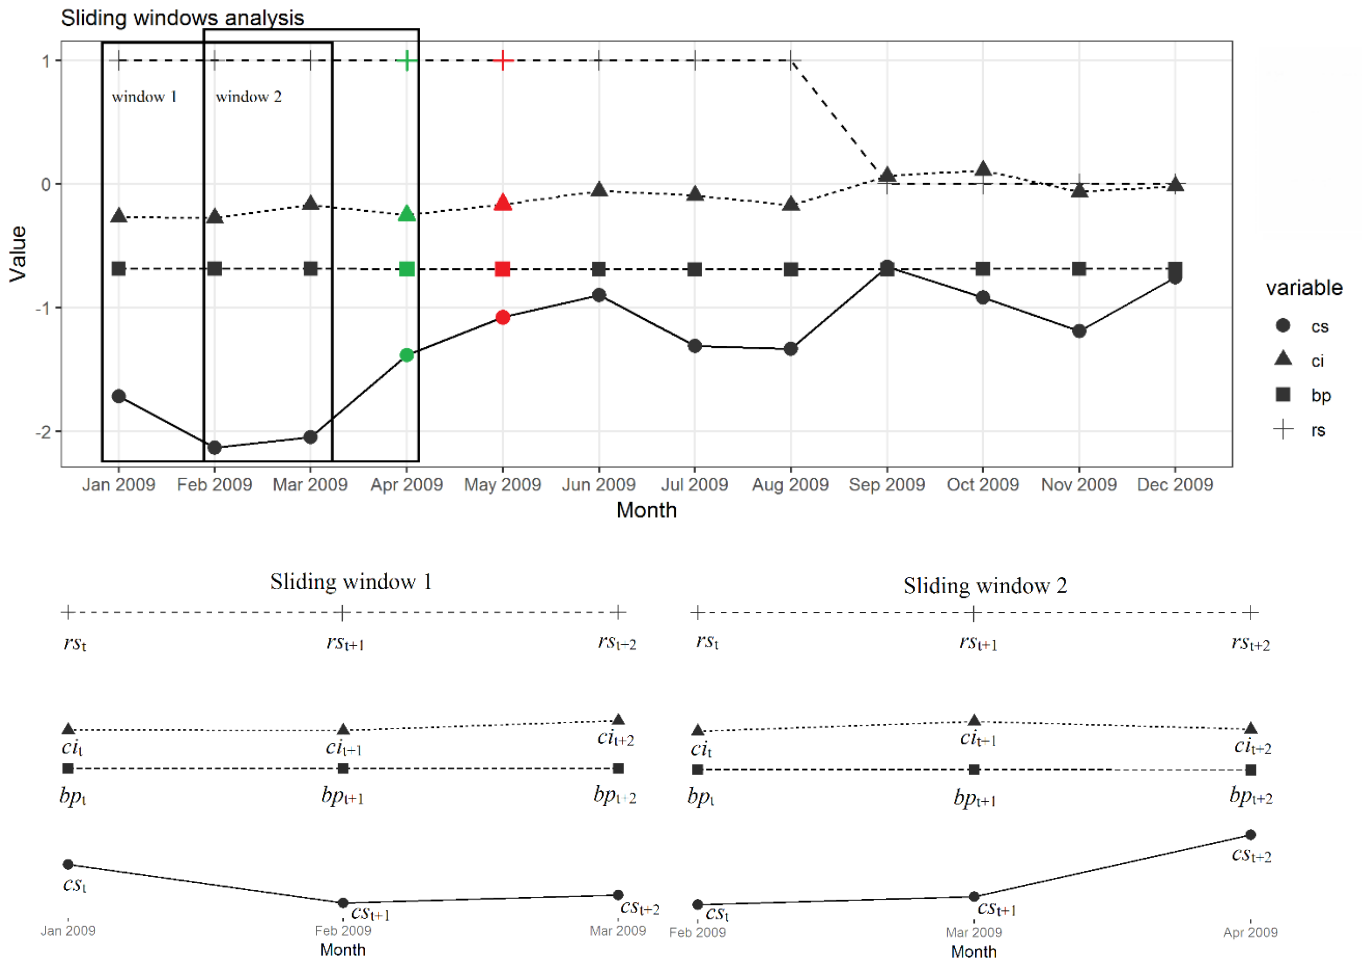 Sliding windows analysis
1
window 1
window 2
0
-1
-2
Value
Jan 2009 Feb 2009 Mar 2009 Apr 2009 May 2009 Jun 2009 Jul 2009 Aug 2009 Sep 2009 Oct 2009 Nov 2009 Dec 2009
Month
variable
cs
ci
bp
rs
Sliding window 1
rst rst+1 rst+2
cit cit+1 cit+2
bpt bpt+1 bpt+2
cst cst+1 cst+2
Jan 2009 Feb 2009 Mar 2009
Month
Sliding window 2
rst rst+1 rst+2
cit cit+1 cit+2
bpt bpt+1 bpt+2
cst cst+1 cst+2
Feb 2009 Mar 2009 Apr 2009
Month